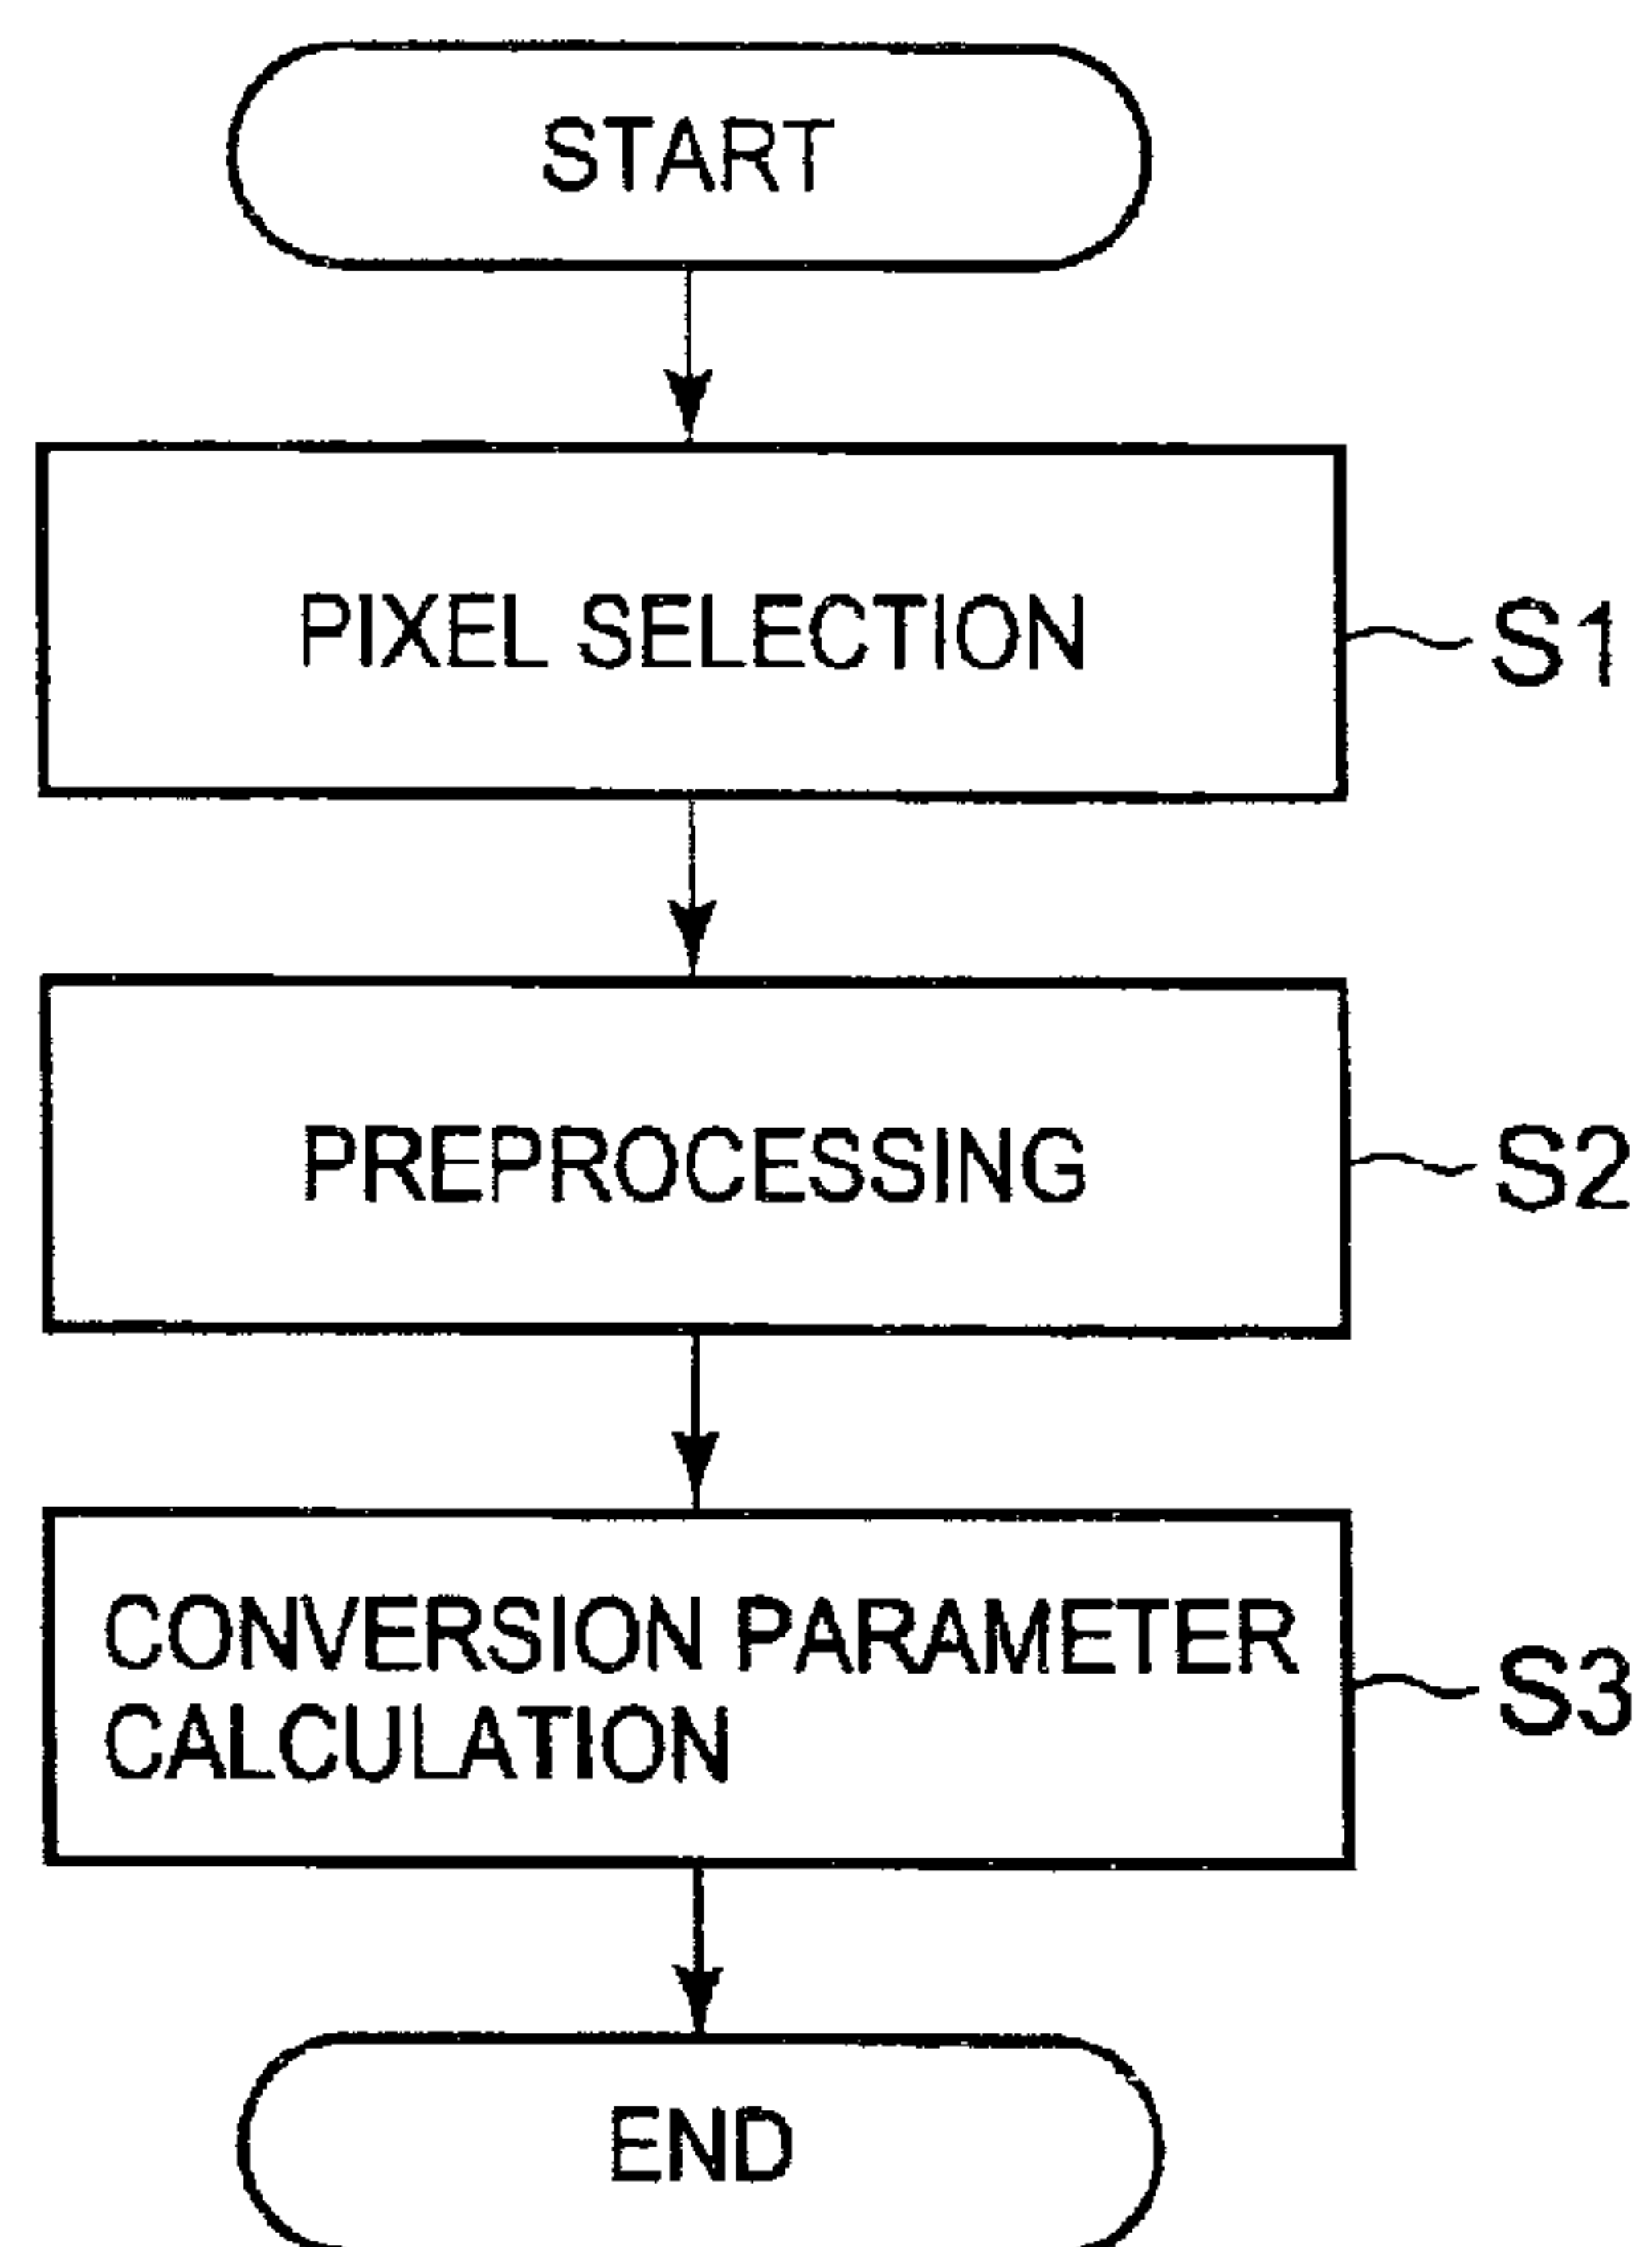 START
PIXEL SELECTION
S1
PREPROCESSING
S2
CONVERSION PARAMETER
CALCULATION
S3
END